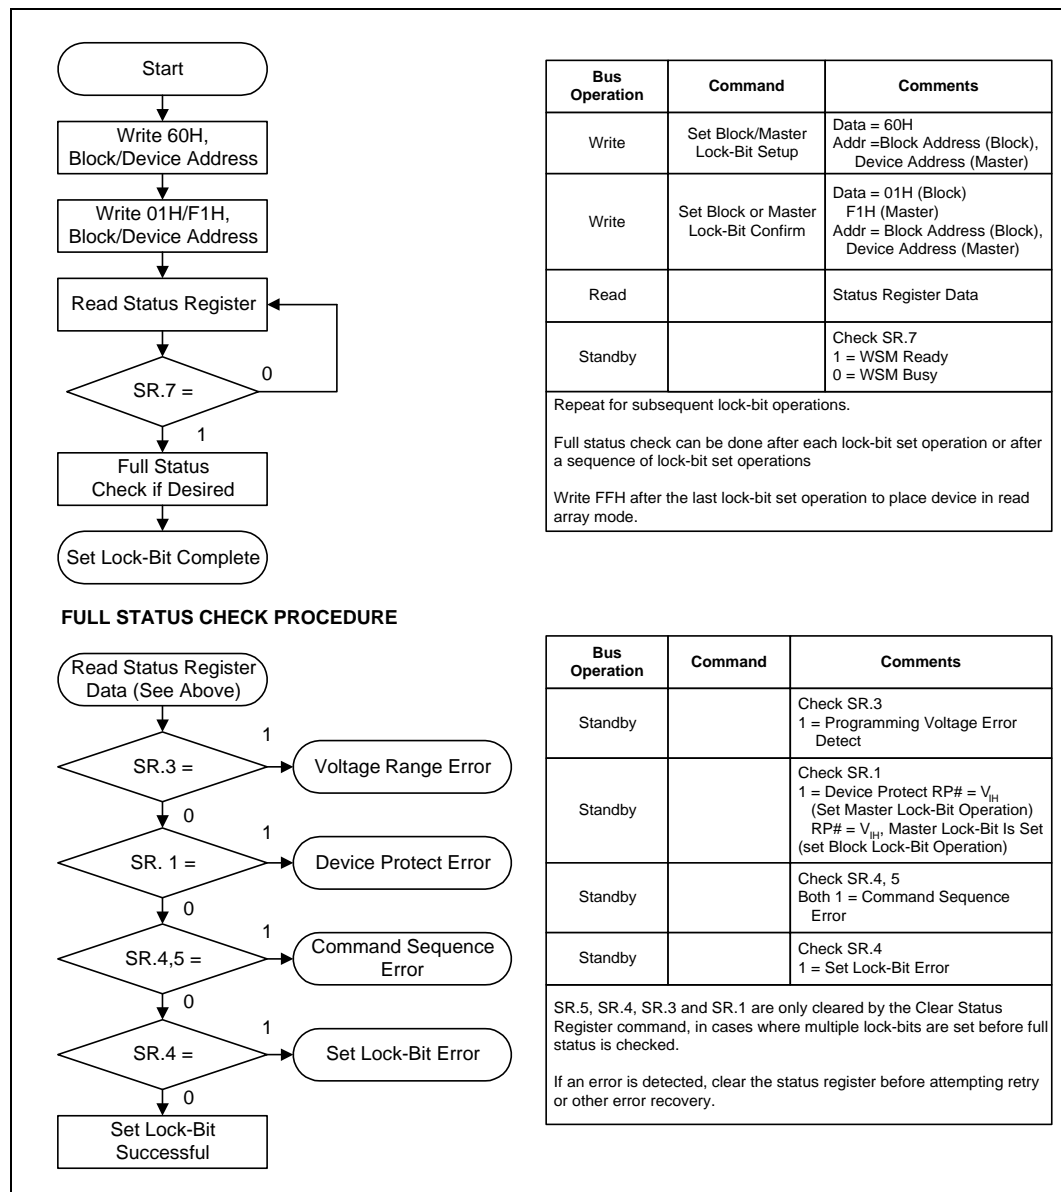 Start
Write 60H,
Block/Device Address
Write 01H/F1H,
Block/Device Address
Read Status Register
SR.7 =
0
1
Full Status
Check if Desired
Set Lock-Bit Complete
Bus
Operation
Command
Comments
Write
Set Block/Master
Lock-Bit Setup
Data = 60H
Addr =Block Address (Block),
Device Address (Master)
Write
Set Block or Master
Lock-Bit Confirm
Data = 01H (Block)
F1H (Master)
Addr = Block Address (Block),
Device Address (Master)
Read
Status Register Data
Standby
Check SR.7
1 = WSM Ready
0 = WSM Busy
Repeat for subsequent lock-bit operations.
Full status check can be done after each lock-bit set operation or after
a sequence of lock-bit set operations
Write FFH after the last lock-bit set operation to place device in read
array mode.
FULL STATUS CHECK PROCEDURE
Read Status Register
Data (See Above)
SR.3 =
1
Voltage Range Error
0
SR. 1 =
1
Device Protect Error
0
SR.4,5 =
1
Command Sequence
Error
0
SR.4 =
1
Set Lock-Bit Error
0
Set Lock-Bit
Successful
Bus
Operation
Command
Comments
Standby
Check SR.3
1 = Programming Voltage Error
Detect
Standby
Check SR.1
1 = Device Protect RP# = VIH
(Set Master Lock-Bit Operation)
RP# = VIH, Master Lock-Bit Is Set
(set Block Lock-Bit Operation)
Standby
Check SR.4, 5
Both 1 = Command Sequence
Error
Standby
Check SR.4
1 = Set Lock-Bit Error
SR.5, SR.4, SR.3 and SR.1 are only cleared by the Clear Status
Register command, in cases where multiple lock-bits are set before full
status is checked.
If an error is detected, clear the status register before attempting retry
or other error recovery.